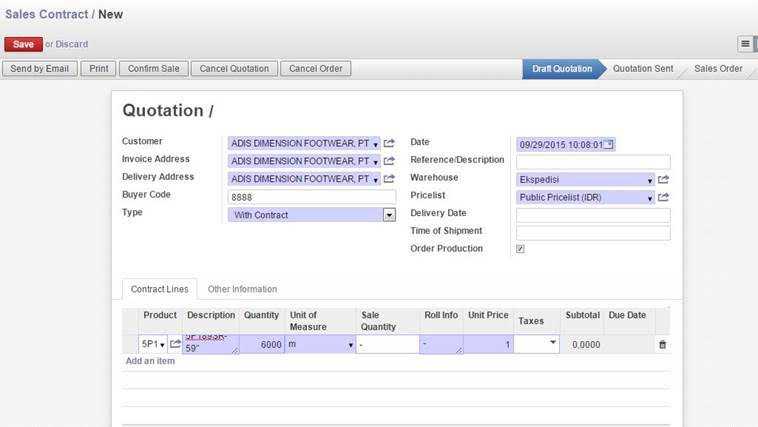 Sales Contract / New
Save or Discard
Send by Email Print Confirm Sale Cancel Quotation Cancel Order Draft Quotation Quotation Sent Sales Order
Quotation /
Customer ADIS DIMENSION FOOTWEAR, PT
Invoice Address ADIS DIMENSION FOOTWEAR, PT
Delivery Address ADIS DIMENSION FOOTWEAR, PT
Buyer Code 8888
Type With Contract
Date 09/29/2015 10:08:01
Reference/Description
Warehouse Ekspedisi
Pricelist Public Pricelist (IDR)
Delivery Date
Time of Shipment
Order Production
Contract Lines Other Information
Product Description Quantity Unit of Measure Sale Quantity Roll Info Unit Price Taxes Subtotal Due Date
5P1 5P1893R-
59" 6000 m - - 1 0.0000
Add an item